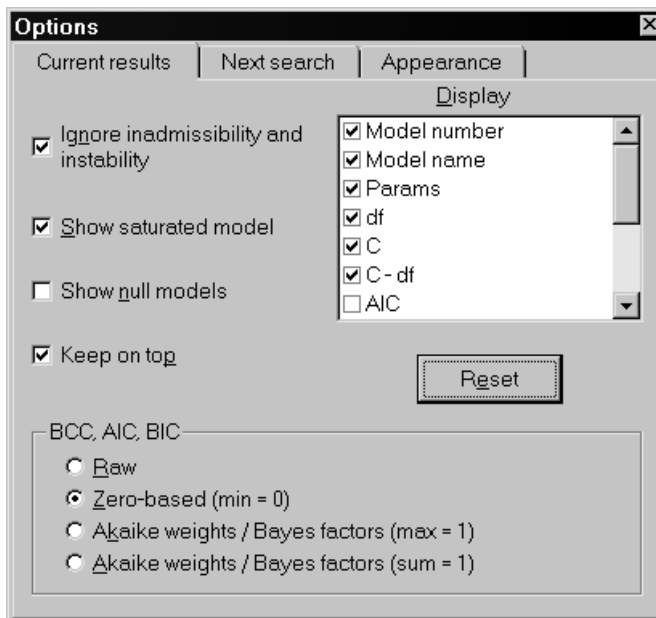 Options
Current results
Next search
Appearance
Display
Ignore inadmissibility and
instability
Show saturated model
Show null models
Keep on top
Model number
Model name
Params
df
C
C - df
AIC
Reset
BCC, AIC, BIC
Raw
Zero-based (min = 0)
Akaike weights / Bayes factors (max = 1)
Akaike weights / Bayes factors (sum = 1)